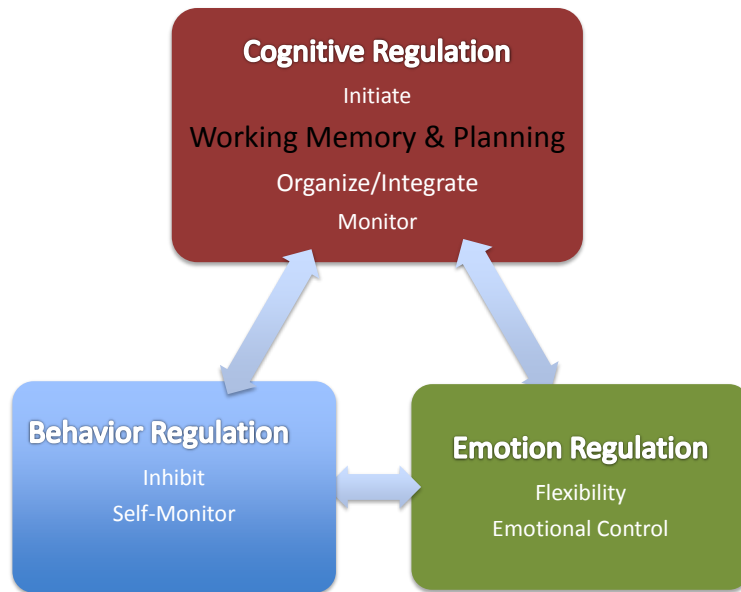 Cognitive Regulation
Initiate
Working Memory & Planning
Organize/Integrate
Monitor
Behavior Regulation
Inhibit
Self-Monitor
Emotion Regulation
Flexibility
Emotional Control